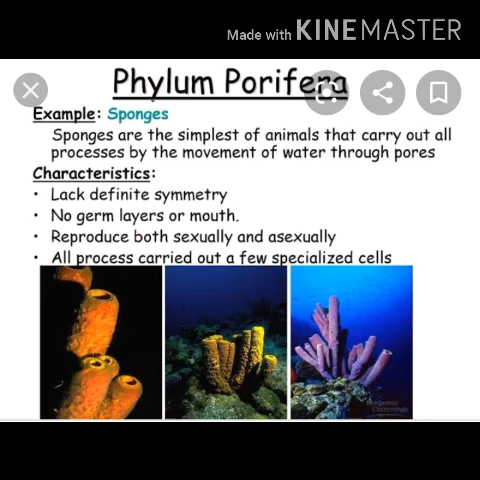 Made with KINEMASTER
Phylum Porifera
Example: Sponges
Sponges are the simplest of animals that carry out all
processes by the movement of water through pores
Characteristics:
• Lack definite symmetry
• No germ layers or mouth.
• Reproduce both sexually and asexually
• All process carried out a few specialized cells
Benjamin
Cummings